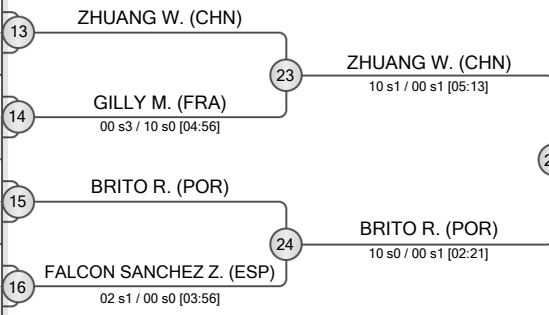 13
ZHUANG W. (CHN)
23
ZHUANG W. (CHN)
10 s1 / 00 s1 [05:13]
14
GILLY M. (FRA)
00 s3 / 10 s0 [04:56]
15
BRITO R. (POR)
24
BRITO R. (POR)
10 s0 / 00 s1 [02:21]
16
FALCON SANCHEZ Z. (ESP)
02 s1 / 00 s0 [03:56]